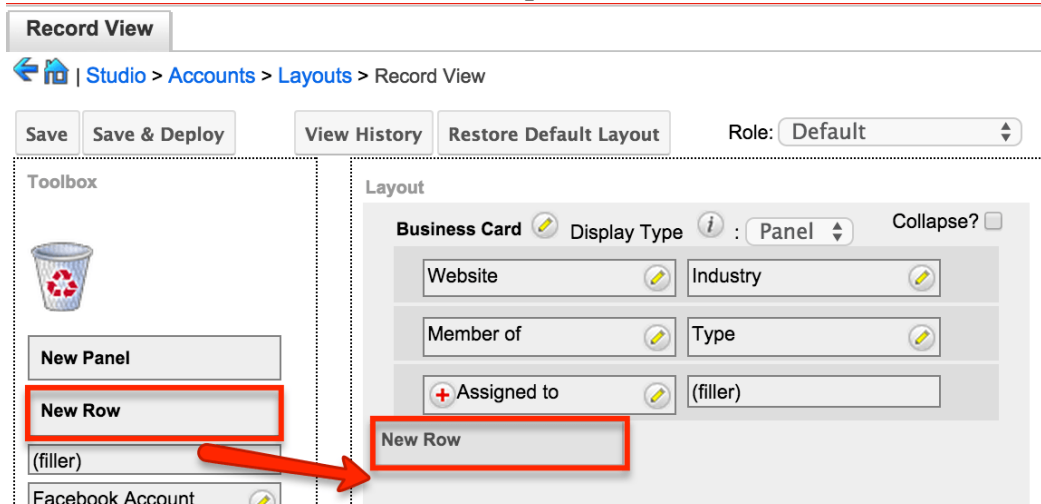 Record View
| Studio > Accounts > Layouts > Record View
Save Save & Deploy View History Restore Default Layout Role: Default
Toolbox
Layout
Business Card Display Type i : Panel Collapse?
Website Industry
Member of Type
New Panel
Assigned to (filler)
New Row
New Row
(filler)
Facebook Account